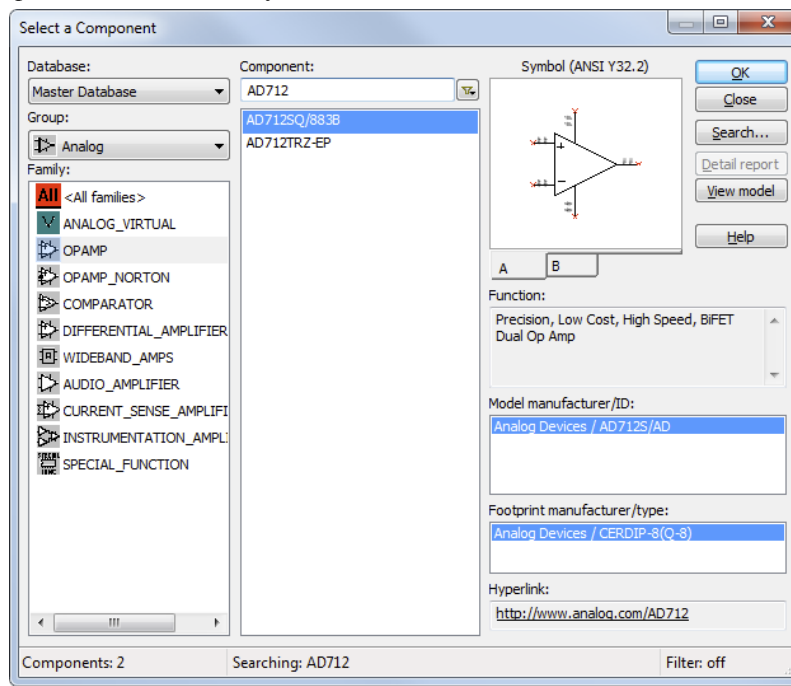 Select a Component
Database:
Master Database
Group:
Analog
Family:
All <All families>
ANALOG_VIRTUAL
OPAMP
OPAMP_NORTON
COMPARATOR
DIFFERENTIAL_AMPLIFIER
WIDEBAND_AMPS
AUDIO_AMPLIFIER
CURRENT_SENSE_AMPLIFI
INSTRUMENTATION_AMPL
SPECIAL_FUNCTION
Component:
AD712
AD712SQ/883B
AD712TRZ-EP
Symbol (ANSI Y32.2)
A
B
Function:
Precision, Low Cost, High Speed, BiFET
Dual Op Amp
Model manufacturer/ID:
Analog Devices / AD712S/AD
Footprint manufacturer/type:
Analog Devices / CERDIP-8(Q-8)
Hyperlink:
http://www.analog.com/AD712
OK
Close
Search...
Detail report
View model
Help
Components: 2
Searching: AD712
Filter: off